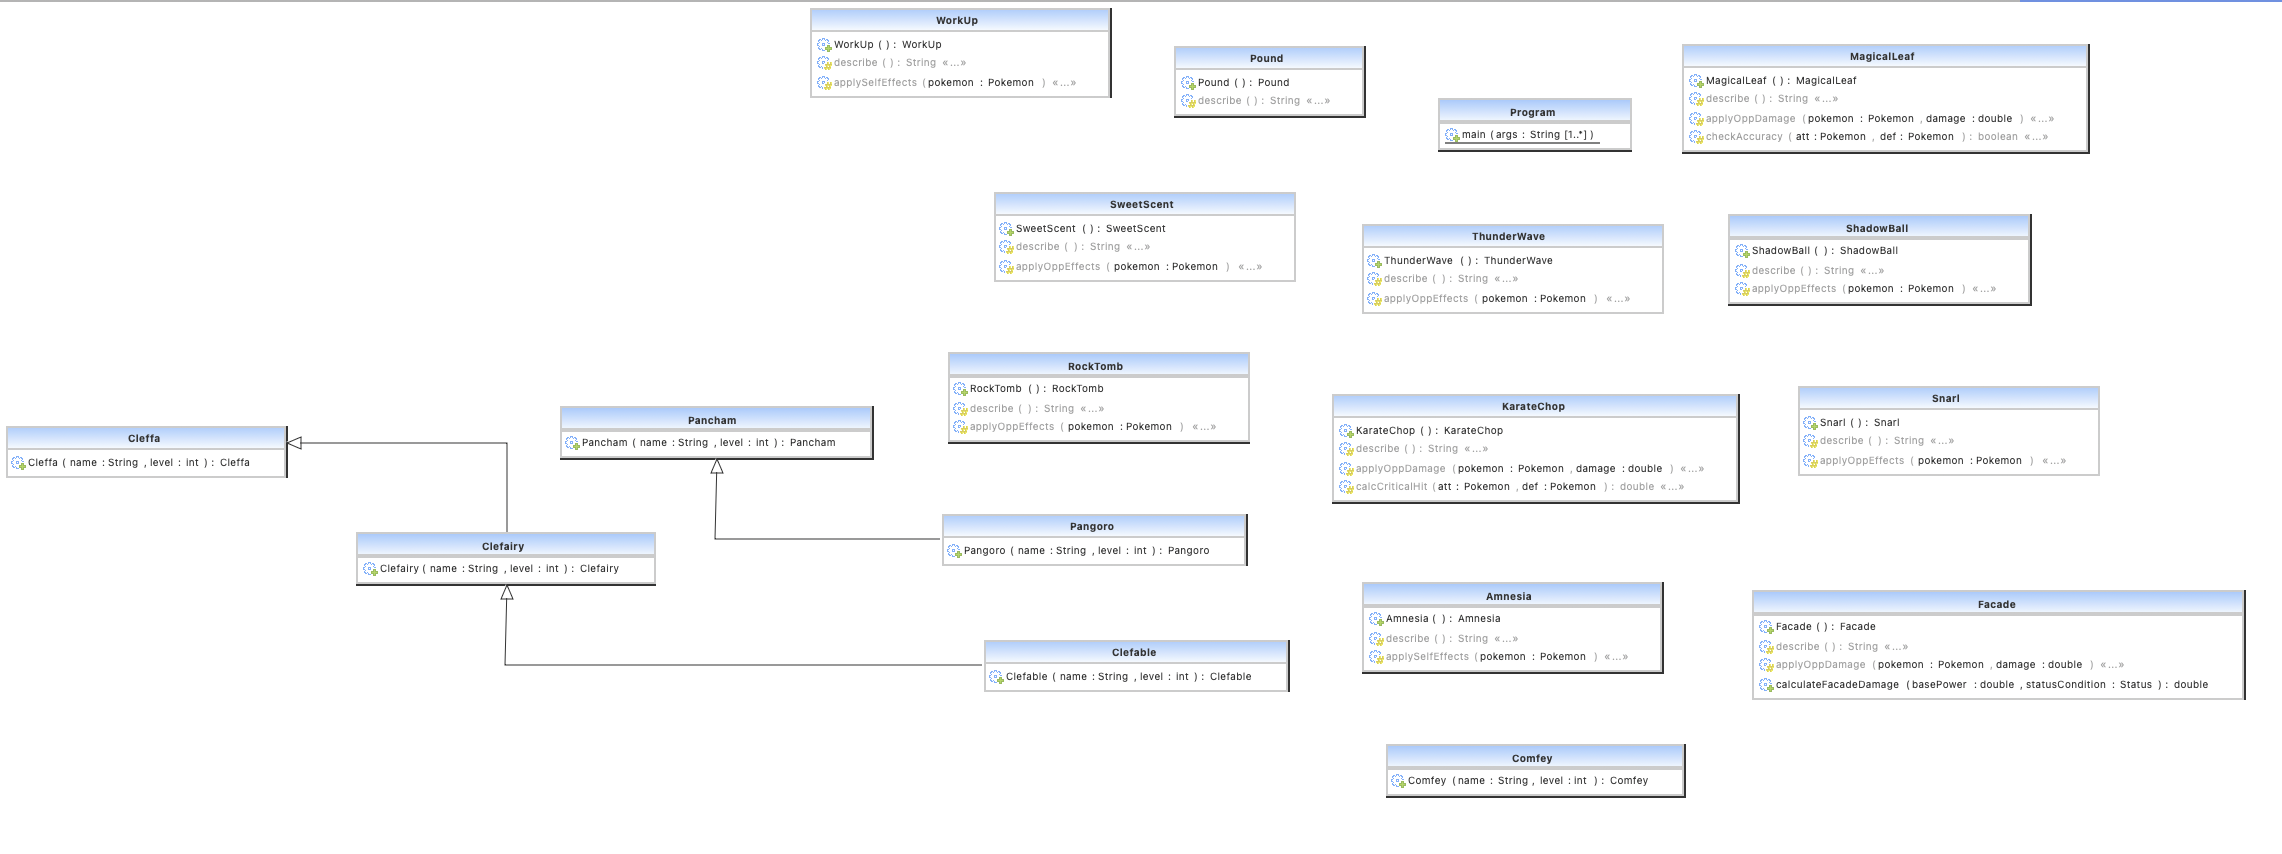 WorkUp
WorkUp ( ) : WorkUp
describe ( ) : String «...»
applySelfEffects ( pokemon : Pokemon ) «...»
Pound
Pound ( ) : Pound
describe ( ) : String «...»
Program
main ( args : String [1..*] )
MagicalLeaf
MagicalLeaf ( ) : MagicalLeaf
describe ( ) : String «...»
applyOppDamage ( pokemon : Pokemon , damage : double ) «...»
checkAccuracy ( att : Pokemon , def : Pokemon ) : boolean «...»
SweetScent
SweetScent ( ) : SweetScent
describe ( ) : String «...»
applyOppEffects ( pokemon : Pokemon ) «...»
ThunderWave
ThunderWave ( ) : ThunderWave
describe ( ) : String «...»
applyOppEffects ( pokemon : Pokemon ) «...»
ShadowBall
ShadowBall ( ) : ShadowBall
describe ( ) : String «...»
applyOppEffects ( pokemon : Pokemon ) «...»
RockTomb
RockTomb ( ) : RockTomb
describe ( ) : String «...»
applyOppEffects ( pokemon : Pokemon ) «...»
KarateChop
KarateChop ( ) : KarateChop
describe ( ) : String «...»
applyOppDamage ( pokemon : Pokemon , damage : double ) «...»
calcCriticalHit ( att : Pokemon , def : Pokemon ) : double «...»
Snarl
Snarl ( ) : Snarl
describe ( ) : String «...»
applyOppEffects ( pokemon : Pokemon ) «...»
Cleffa
Cleffa ( name : String , level : int ) : Cleffa
Pancham
Pancham ( name : String , level : int ) : Pancham
Clefairy
Clefairy ( name : String , level : int ) : Clefairy
Pangoro
Pangoro ( name : String , level : int ) : Pangoro
Clefable
Clefable ( name : String , level : int ) : Clefable
Amnesia
Amnesia ( ) : Amnesia
describe ( ) : String «...»
applySelfEffects ( pokemon : Pokemon ) «...»
Facade
Facade ( ) : Facade
describe ( ) : String «...»
applyOppDamage ( pokemon : Pokemon , damage : double ) «...»
calculateFacadeDamage ( basePower : double , statusCondition : Status ) : double
Comfey
Comfey ( name : String , level : int ) : Comfey